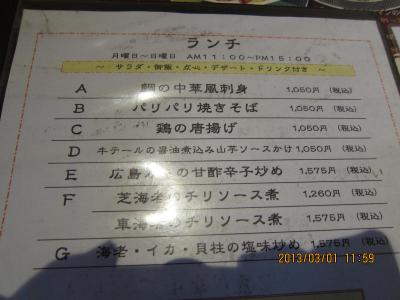 ランチ
月曜日～日曜日 AM11:00～PM15:00
～ サラダ・御飯・点心・デザート・ドリンク付き ～
A 鯛の中華風刺身 1,050円 (税込)
B パリパリ焼きそば 1,050円 (税込)
C 鶏の唐揚げ 1,050円 (税込)
D 牛テールの醤油煮込み山芋ソースかけ 1,050円 (税込)
E 広島カキの甘酢辛子炒め 1,575円 (税込)
F 芝海老のチリソース煮 1,260円 (税込)
車海老のチリソース煮 1,575円 (税込)
G 海老・イカ・貝柱の塩味炒め 1,575円 (税込)
2013/03/01 11:59